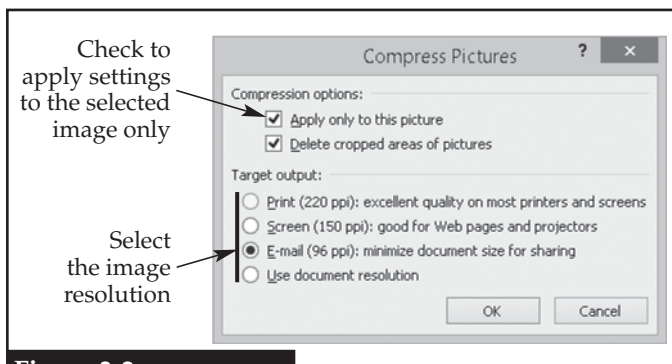 Check to
apply settings
to the selected
image only
Compress Pictures
?
×
Compression options:
Apply only to this picture
Delete cropped areas of pictures
Target output:
Print (220 ppi): excellent quality on most printers and screens
Screen (150 ppi): good for Web pages and projectors
E-mail (96 ppi): minimize document size for sharing
Use document resolution
Select
the image
resolution
OK
Cancel